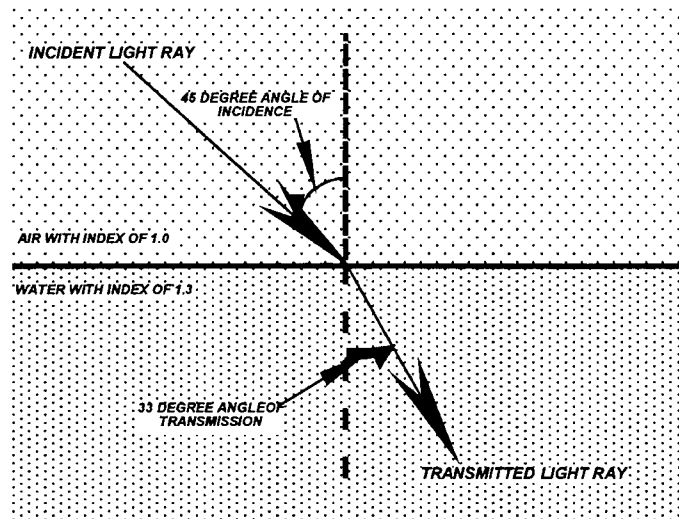 INCIDENT LIGHT RAY
45 DEGREE ANGLE OF
INCIDENCE
AIR WITH INDEX OF 1.0
WATER WITH INDEX OF 1.3
33 DEGREE ANGLEOF
TRANSMISSION
TRANSMITTED LIGHT RAY